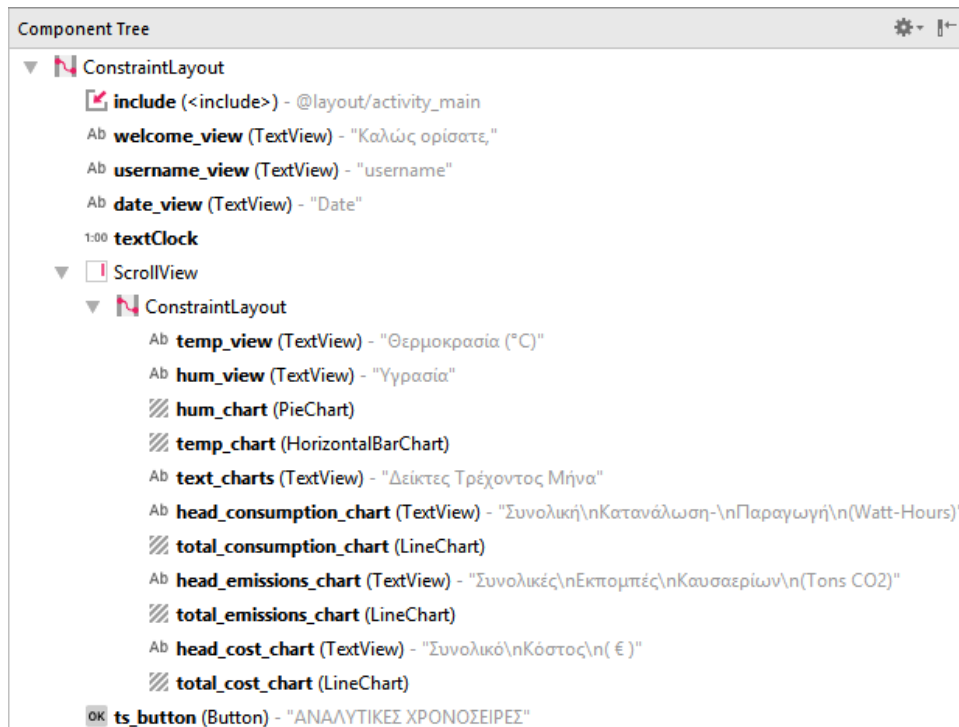 Component Tree
ConstraintLayout
include (<include>) - @layout/activity_main
Ab welcome_view (TextView) - "Καλώς ορίσατε,"
Ab username_view (TextView) - "username"
Ab date_view (TextView) - "Date"
1:00 textClock
ScrollView
ConstraintLayout
Ab temp_view (TextView) - "Θερμοκρασία (°C)"
Ab hum_view (TextView) - "Υγρασία"
hum_chart (PieChart)
temp_chart (HorizontalBarChart)
Ab text_charts (TextView) - "Δείκτες Τρέχοντος Μήνα"
Ab head_consumption_chart (TextView) - "Συνολική\nΚατανάλωση-\nΠαραγωγή\n(Watt-Hours)"
total_consumption_chart (LineChart)
Ab head_emissions_chart (TextView) - "Συνολικές\nΕκπομπές\nΚαυσαερίων\n(Tons CO2)"
total_emissions_chart (LineChart)
Ab head_cost_chart (TextView) - "Συνολικό\nΚόστος\n( € )"
total_cost_chart (LineChart)
OK ts_button (Button) - "ΑΝΑΛΥΤΙΚΕΣ ΧΡΟΝΟΣΕΙΡΕΣ"